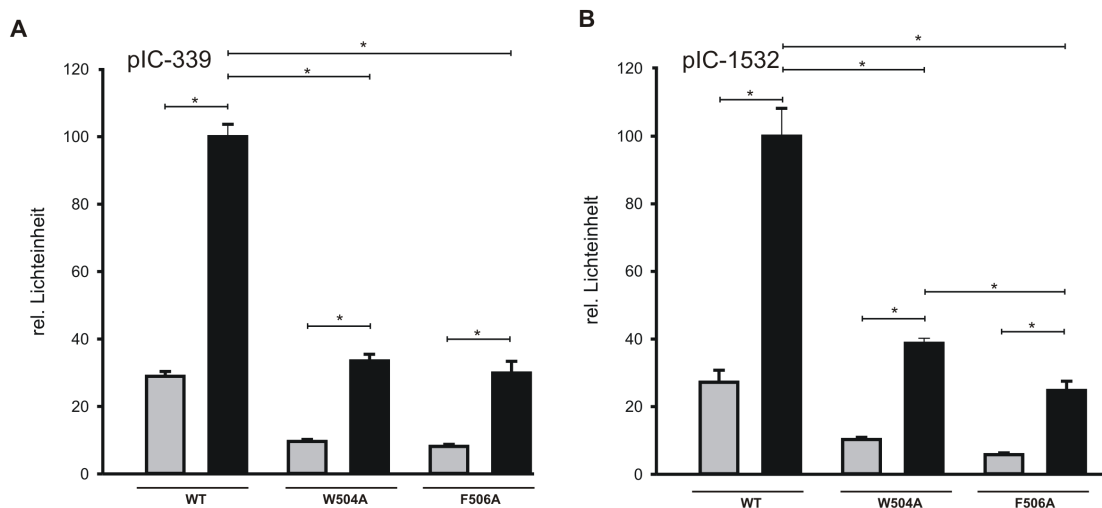 A
pIC-339
rel. Lichteinheit
120
100
80
60
40
20
0
*
*
*
*
*
WT
W504A
F506A
B
pIC-1532
rel. Lichteinhelt
120
100
80
60
40
20
0
*
*
*
*
*
*
WT
W504A
F506A